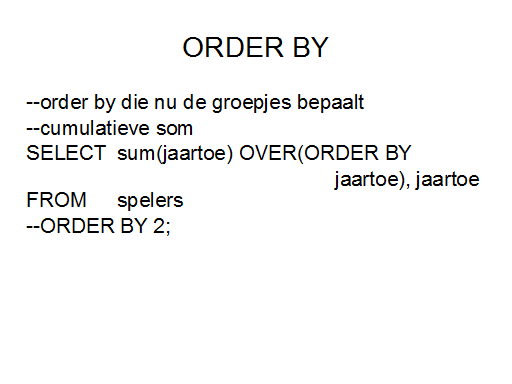 ORDER BY
--order by die nu de groepjes bepaalt
--cumulatieve som
SELECT sum(jaartoe) OVER(ORDER BY
jaartoe), jaartoe
FROM spelers
--ORDER BY 2;